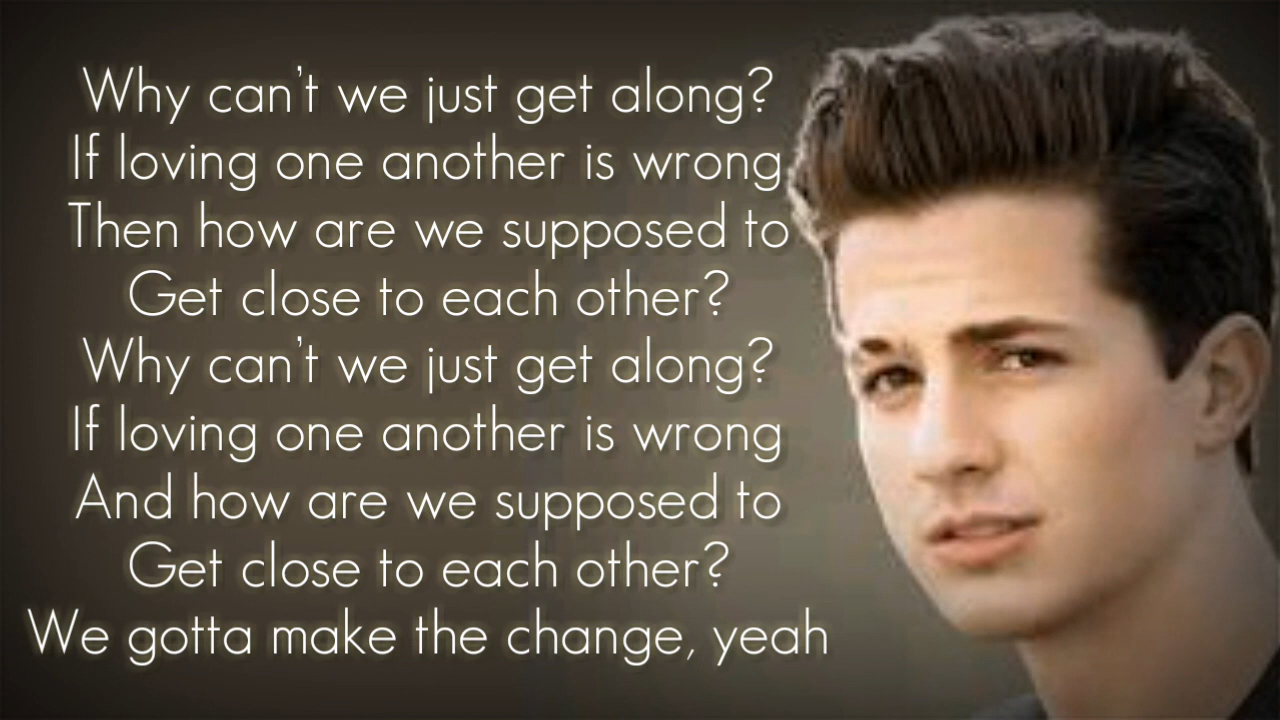 Why can't we just get along?
If loving one another is wrong
Then how are we supposed to
Get close to each other?
Why can't we just get along?
If loving one another is wrong
And how are we supposed to
Get close to each other?
We gotta make the change, yeah